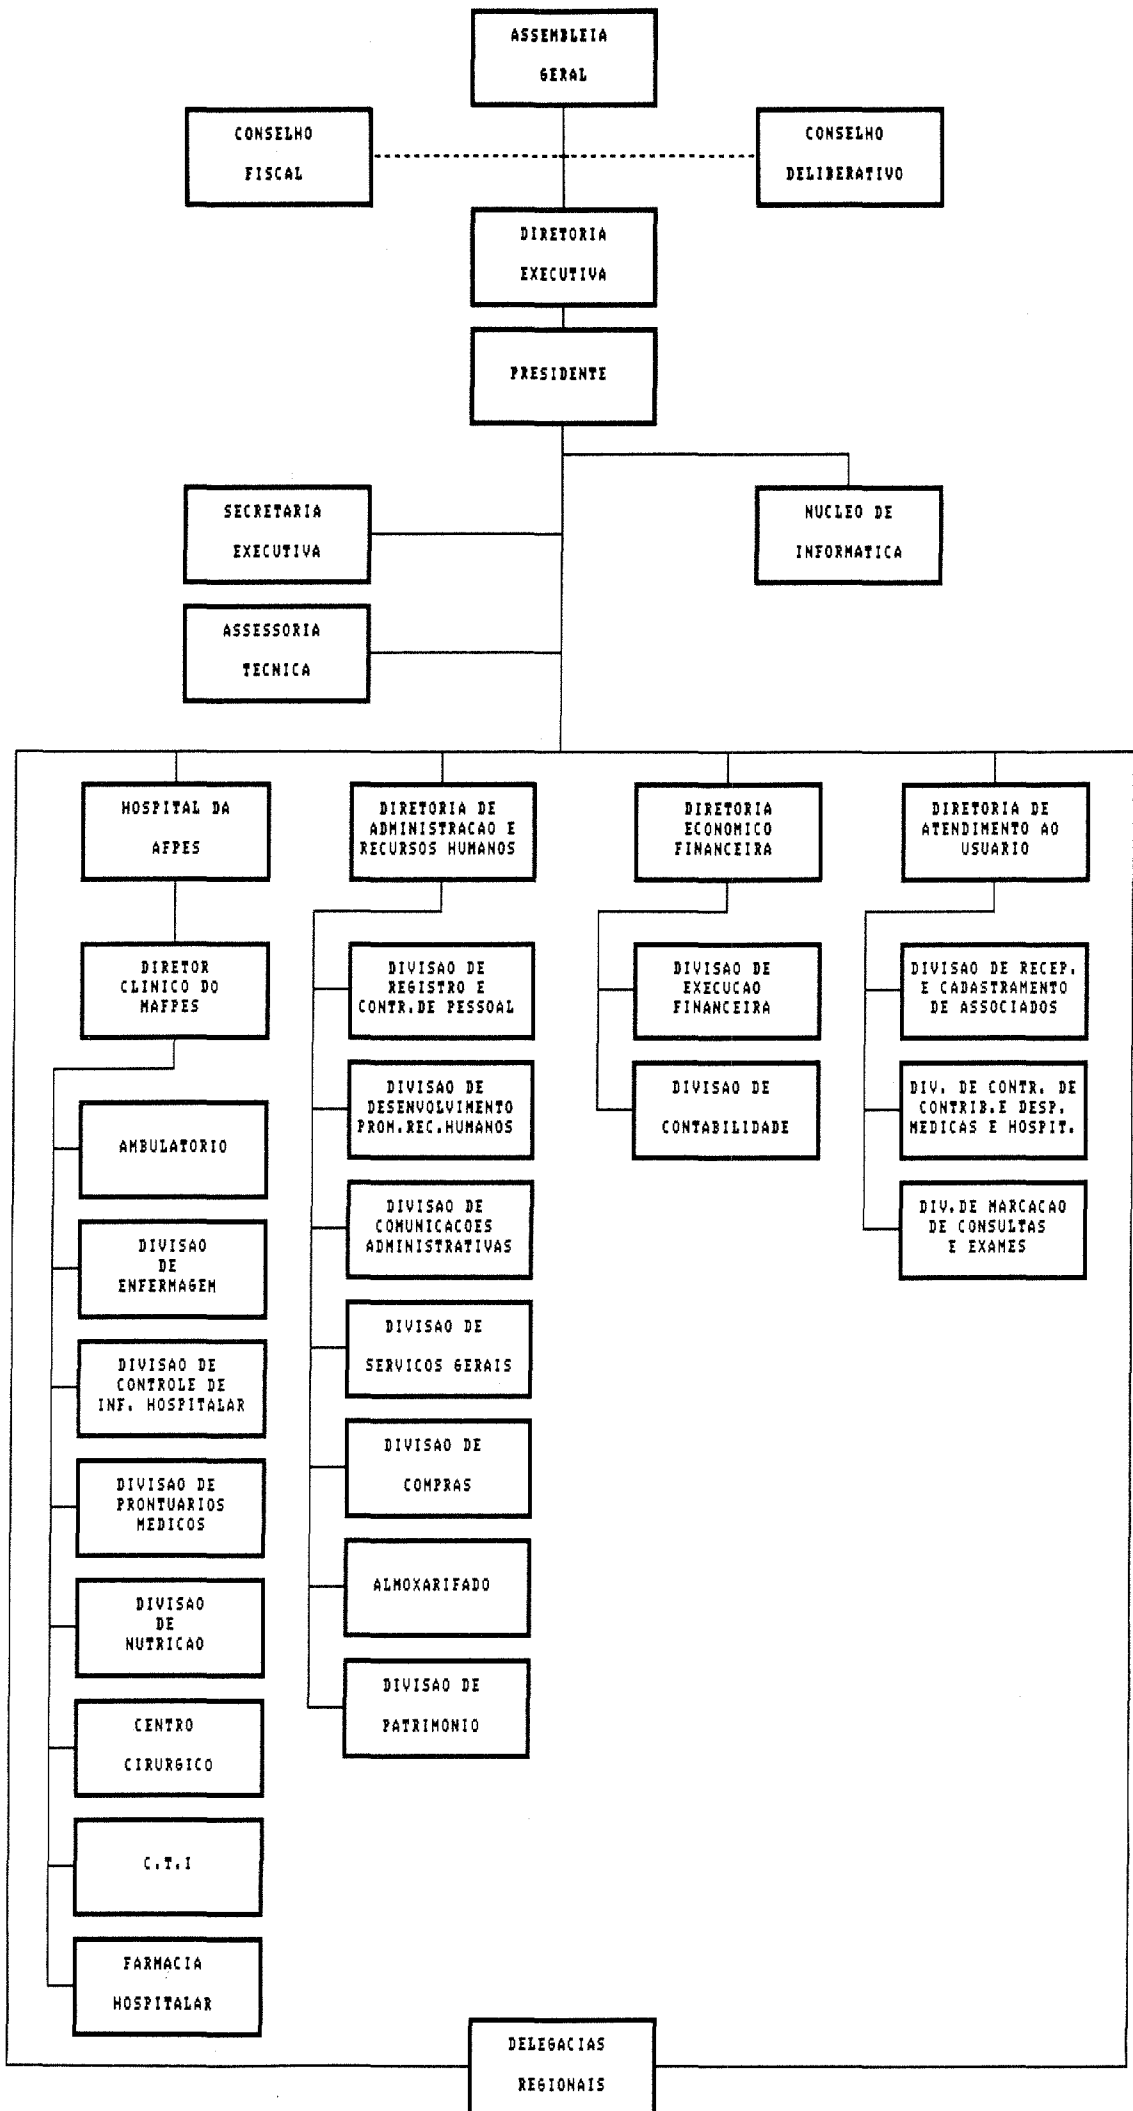 ASSEMBLEIA
GERAL
CONSELHO
FISCAL
CONSELHO
DELIBERATIVO
DIRETORIA
EXECUTIVA
PRESIDENTE
SECRETARIA
EXECUTIVA
NUCLEO DE
INFORMATICA
ASSESSORIA
TECNICA
HOSPITAL DA
AFPES
DIRETORIA DE
ADMINISTRACAO E
RECURSOS HUMANOS
DIRETORIA
ECONOMICO
FINANCEIRA
DIRETORIA DE
ATENDIMENTO AO
USUARIO
DIRETOR
CLINICO DO
MAFPES
DIVISAO DE
REGISTRO E
CONTR.DE PESSOAL
DIVISAO DE
EXECUCAO
FINANCEIRA
DIVISAO DE RECEP.
E CADASTRAMENTO
DE ASSOCIADOS
AMBULATORIO
DIVISAO DE
DESENVOLVIMENTO
PROM.REC.HUMANOS
DIVISAO DE
CONTABILIDADE
DIV. DE CONTR. DE
CONTRIB.E DESP.
MEDICAS E HOSPIT.
DIVISAO
DE
ENFERMAGEM
DIVISAO DE
COMUNICACOES
ADMINISTRATIVAS
DIV.DE MARCACAO
DE CONSULTAS
E EXAMES
DIVISAO DE
CONTROLE DE
INF. HOSPITALAR
DIVISAO DE
SERVICOS GERAIS
DIVISAO DE
PRONTUARIOS
MEDICOS
DIVISAO DE
COMPRAS
DIVISAO
DE
NUTRICAO
ALMOXARIFADO
CENTRO
CIRURGICO
DIVISAO DE
PATRIMONIO
C.T.I
FARMACIA
HOSPITALAR
DELEGACIAS
REGIONAIS